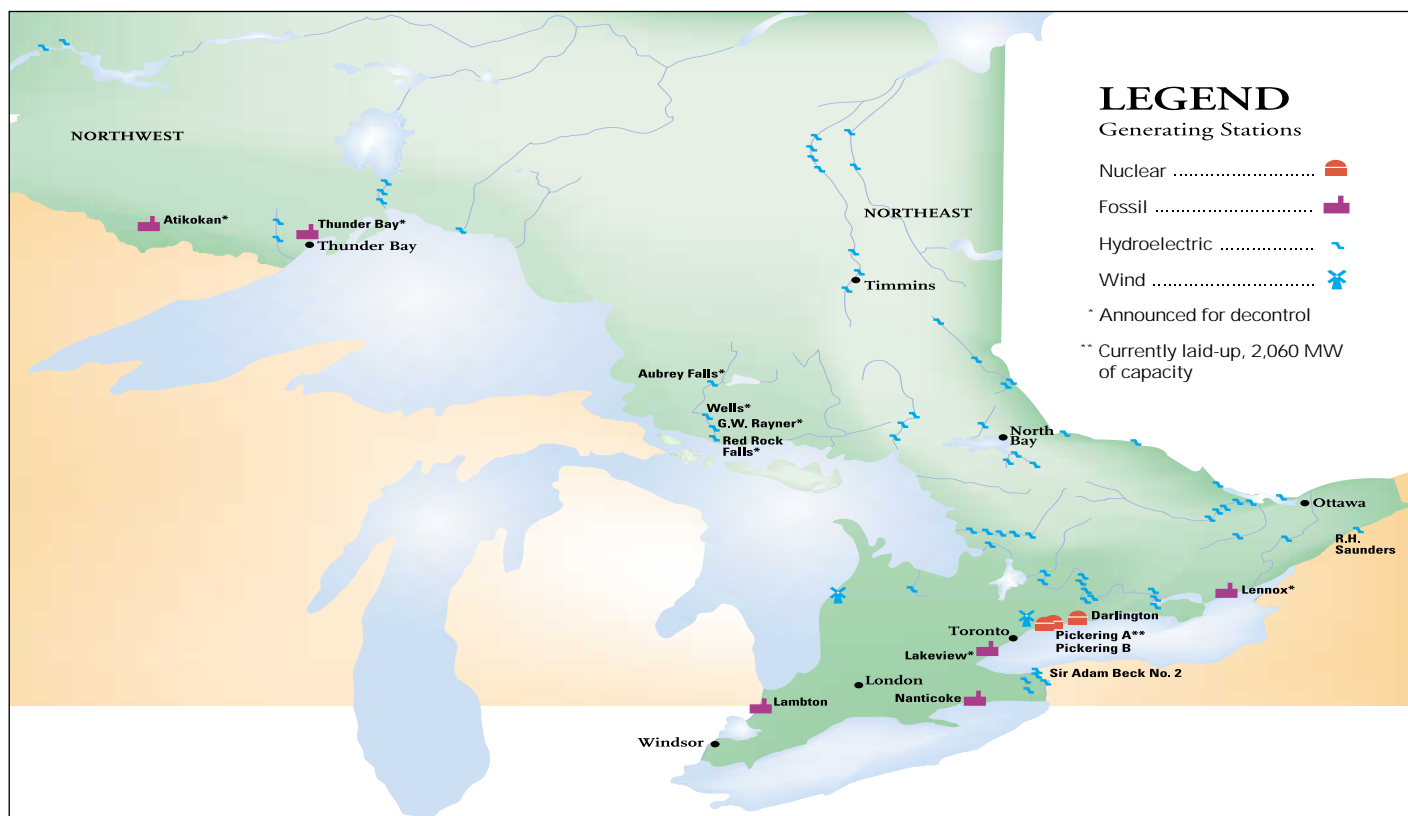 LEGEND
Generating Stations
Nuclear
Fossil
Hydroelectric
Wind
* Announced for decontrol
** Currently laid-up, 2,060 MW
of capacity
NORTHWEST
Atikokan*
Thunder Bay*
Thunder Bay
NORTHEAST
Timmins
Aubrey Falls*
Wells*
G.W. Rayner*
Red Rock
Falls*
North
Bay
Ottawa
R.H.
Saunders
Lennox*
Darlington
Pickering A**
Pickering B
Toronto
Lakeview*
Sir Adam Beck No. 2
London
Nanticoke
Lambton
Windsor